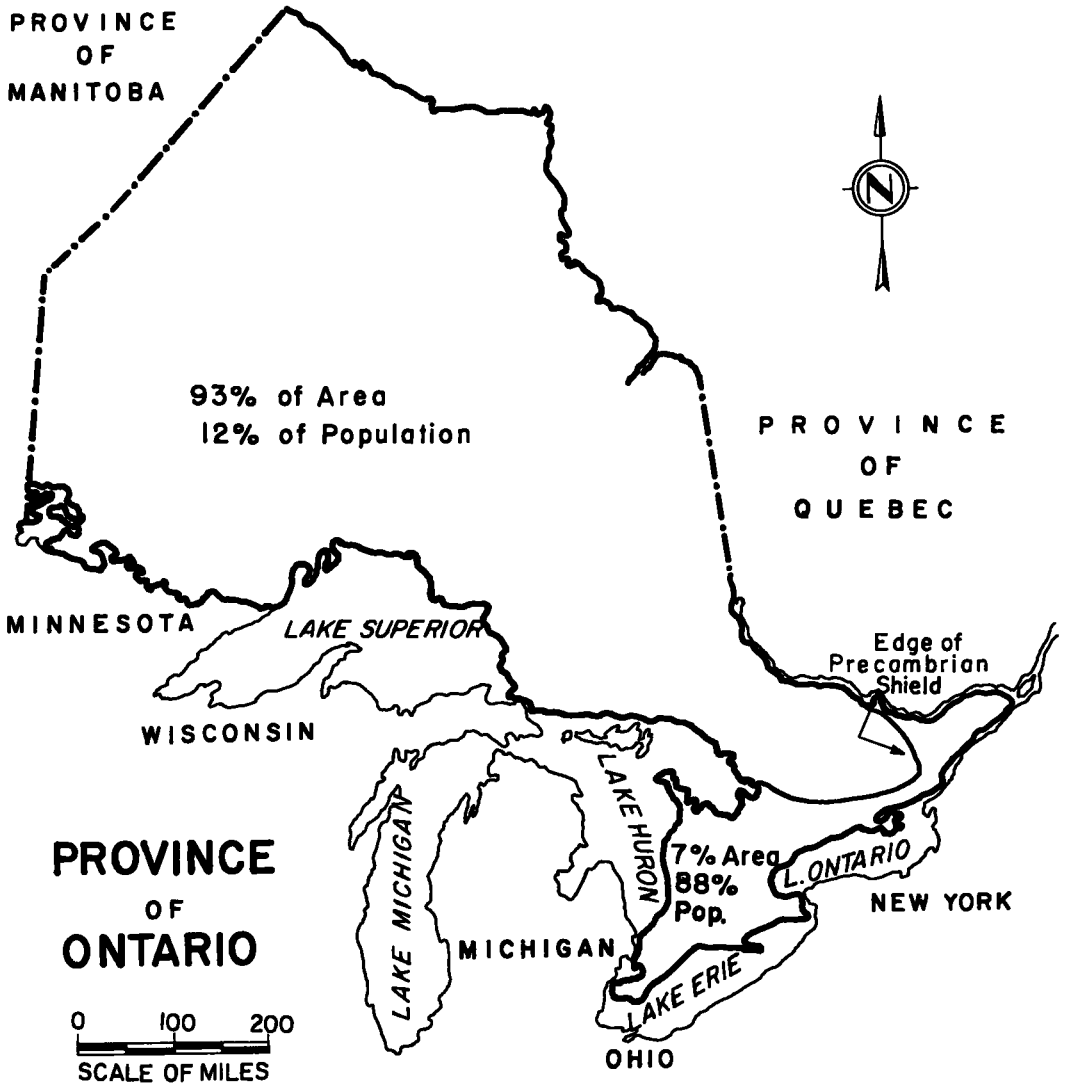 PROVINCE
OF
MANITOBA
N
93% of Area
12% of Population
PROVINCE
OF
QUEBEC
MINNESOTA
LAKE SUPERIOR
Edge of
Precambrian
Shield
WISCONSIN
LAKE MICHIGAN
LAKE HURON
7% Area
88%
Pop.
L. ONTARIO
NEW YORK
PROVINCE
OF
ONTARIO
MICHIGAN
LAKE ERIE
OHIO
0 100 200
SCALE OF MILES